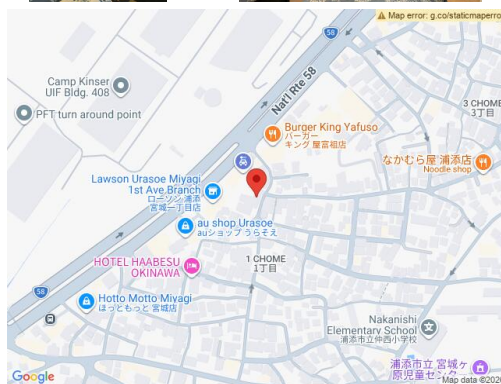 Map error: g.co/staticmaperro
58
Nat'l Rte 58
Camp Kinser
UIF Bldg. 408
PFT turn around point
3 CHOME
3丁目
Burger King Yafuso
バーガー
キング 屋富祖店
なかむら屋 浦添店
Noodle shop
Lawson Urasoe Miyagi
1st Ave Branch
ローソン 浦添
宮城一丁目店
au shop Urasoe
auショップ うらそえ
HOTEL HAABESU
OKINAWA
1 CHOME
1丁目
58
Hotto Motto Miyagi
ほっともっと 宮城店
Nakanishi
Elementary School
浦添市立仲西小学校
浦添市立 宮城ヶ
原児童センター
Google
Map data ©202